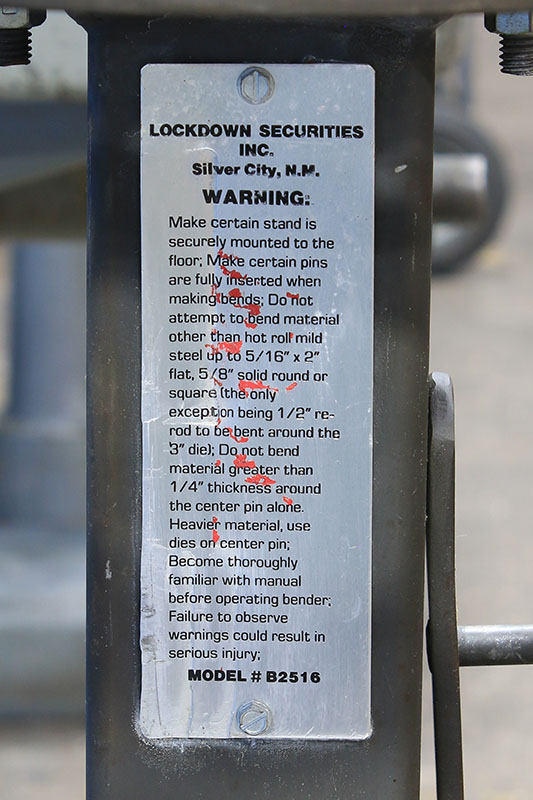 LOCKDOWN SECURITIES
INC.
Silver City, N.M.
WARNING:
Make certain stand is
securely mounted to the
floor; Make certain pins
are fully inserted when
making bends; Do not
attempt to bend material
other than hot roll mild
steel up to 5/16" x 2"
flat, 5/8" solid round or
square (the only
exception being 1/2" re-
rod to be bent around the
3" die); Do not bend
material greater than
1/4" thickness around
the center pin alone.
Heavier material, use
dies on center pin;
Become thoroughly
familiar with manual
before operating bender;
Failure to observe
warnings could result in
serious injury;
MODEL # B2516